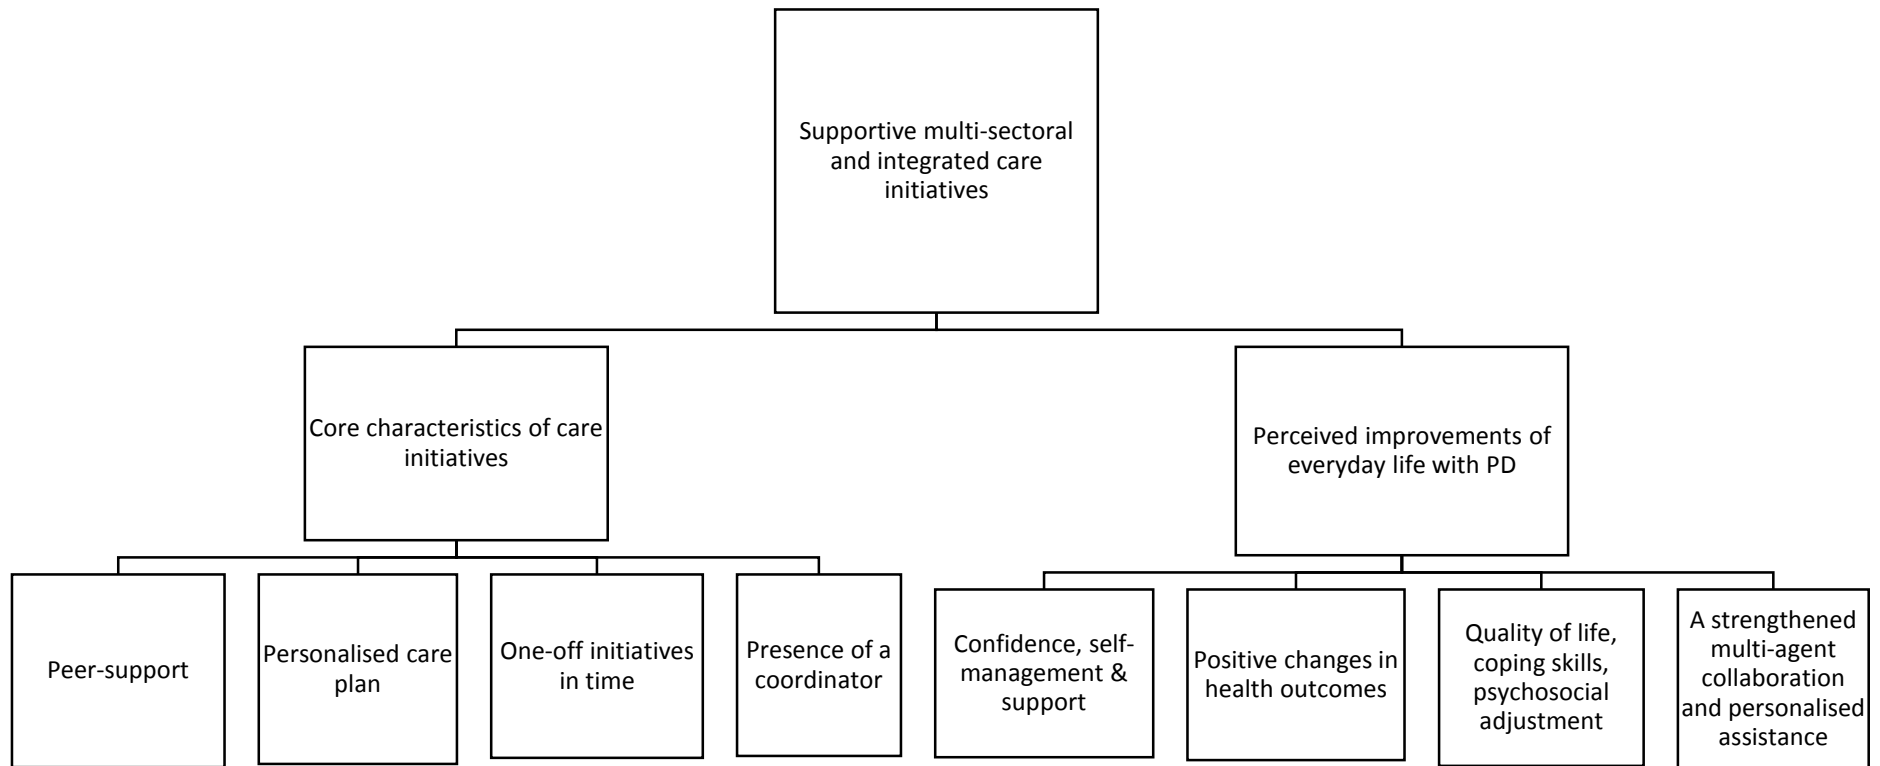 Supportive multi-sectoral
and integrated care
initiatives
Core characteristics of care
initiatives
Perceived improvements of
everyday life with PD
Peer-support
Personalised care
plan
One-off initiatives
in time
Presence of a
coordinator
Confidence, self-
management &
support
Positive changes in
health outcomes
Quality of life,
coping skills,
psychosocial
adjustment
A strengthened
multi-agent
collaboration
and personalised
assistance